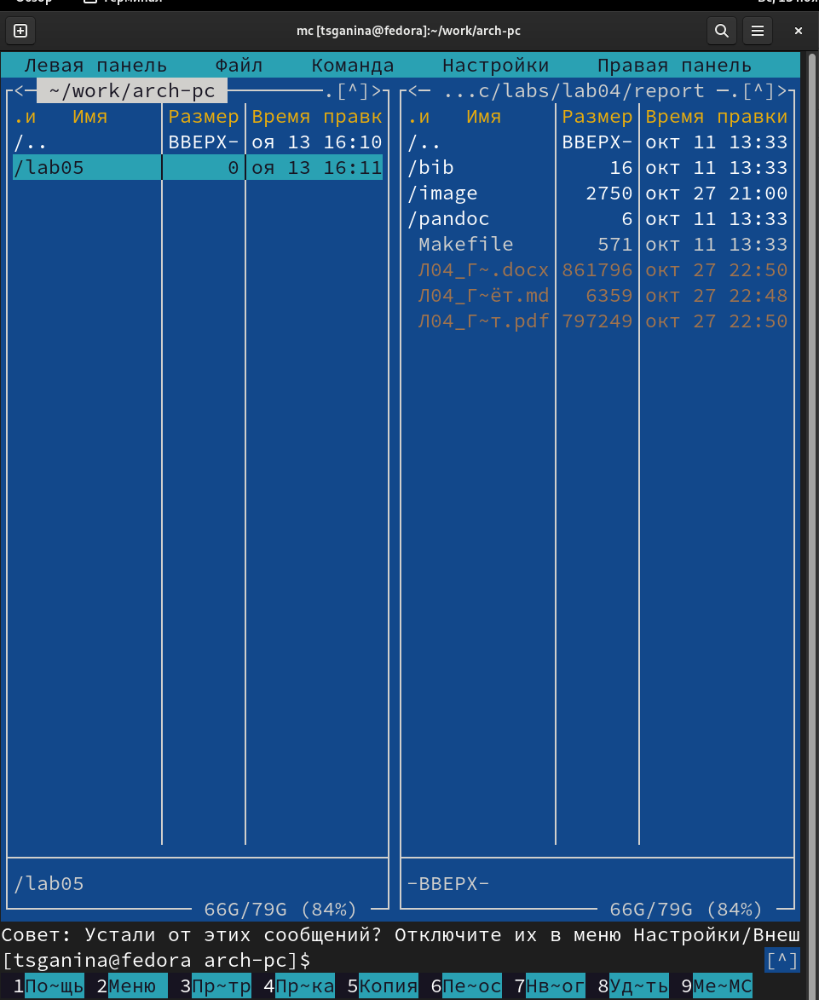 mc [tsganina@fedora]:~/work/arch-pc
Левая панель Файл Команда Настройки Правая панель
<— ~/work/arch-pc —.[^]>
.и Имя Размер Время правк
/.. ВВЕРХ- оя 13 16:10
/lab05 0 оя 13 16:11
/lab05
66G/79G (84%)
<— ...c/labs/lab04/report —.[^]>
.и Имя Размер Время правки
/.. ВВЕРХ- окт 11 13:33
/bib 16 окт 11 13:33
/image 2750 окт 27 21:00
/pandoc 6 окт 11 13:33
Makefile 571 окт 11 13:33
Л04_Г~.docx 861796 окт 27 22:50
Л04_Г~ёт.md 6359 окт 27 22:48
Л04_Г~т.pdf 797249 окт 27 22:50
-ВВЕРХ-
66G/79G (84%)
Совет: Устали от этих сообщений? Отключите их в меню Настройки/Внеш
[tsganina@fedora arch-pc]$ [^]
1По~щь 2Меню 3Пр~тр 4Пр~ка 5Копия 6Пе~ос 7Нв~ог 8Уд~ть 9Ме~МС